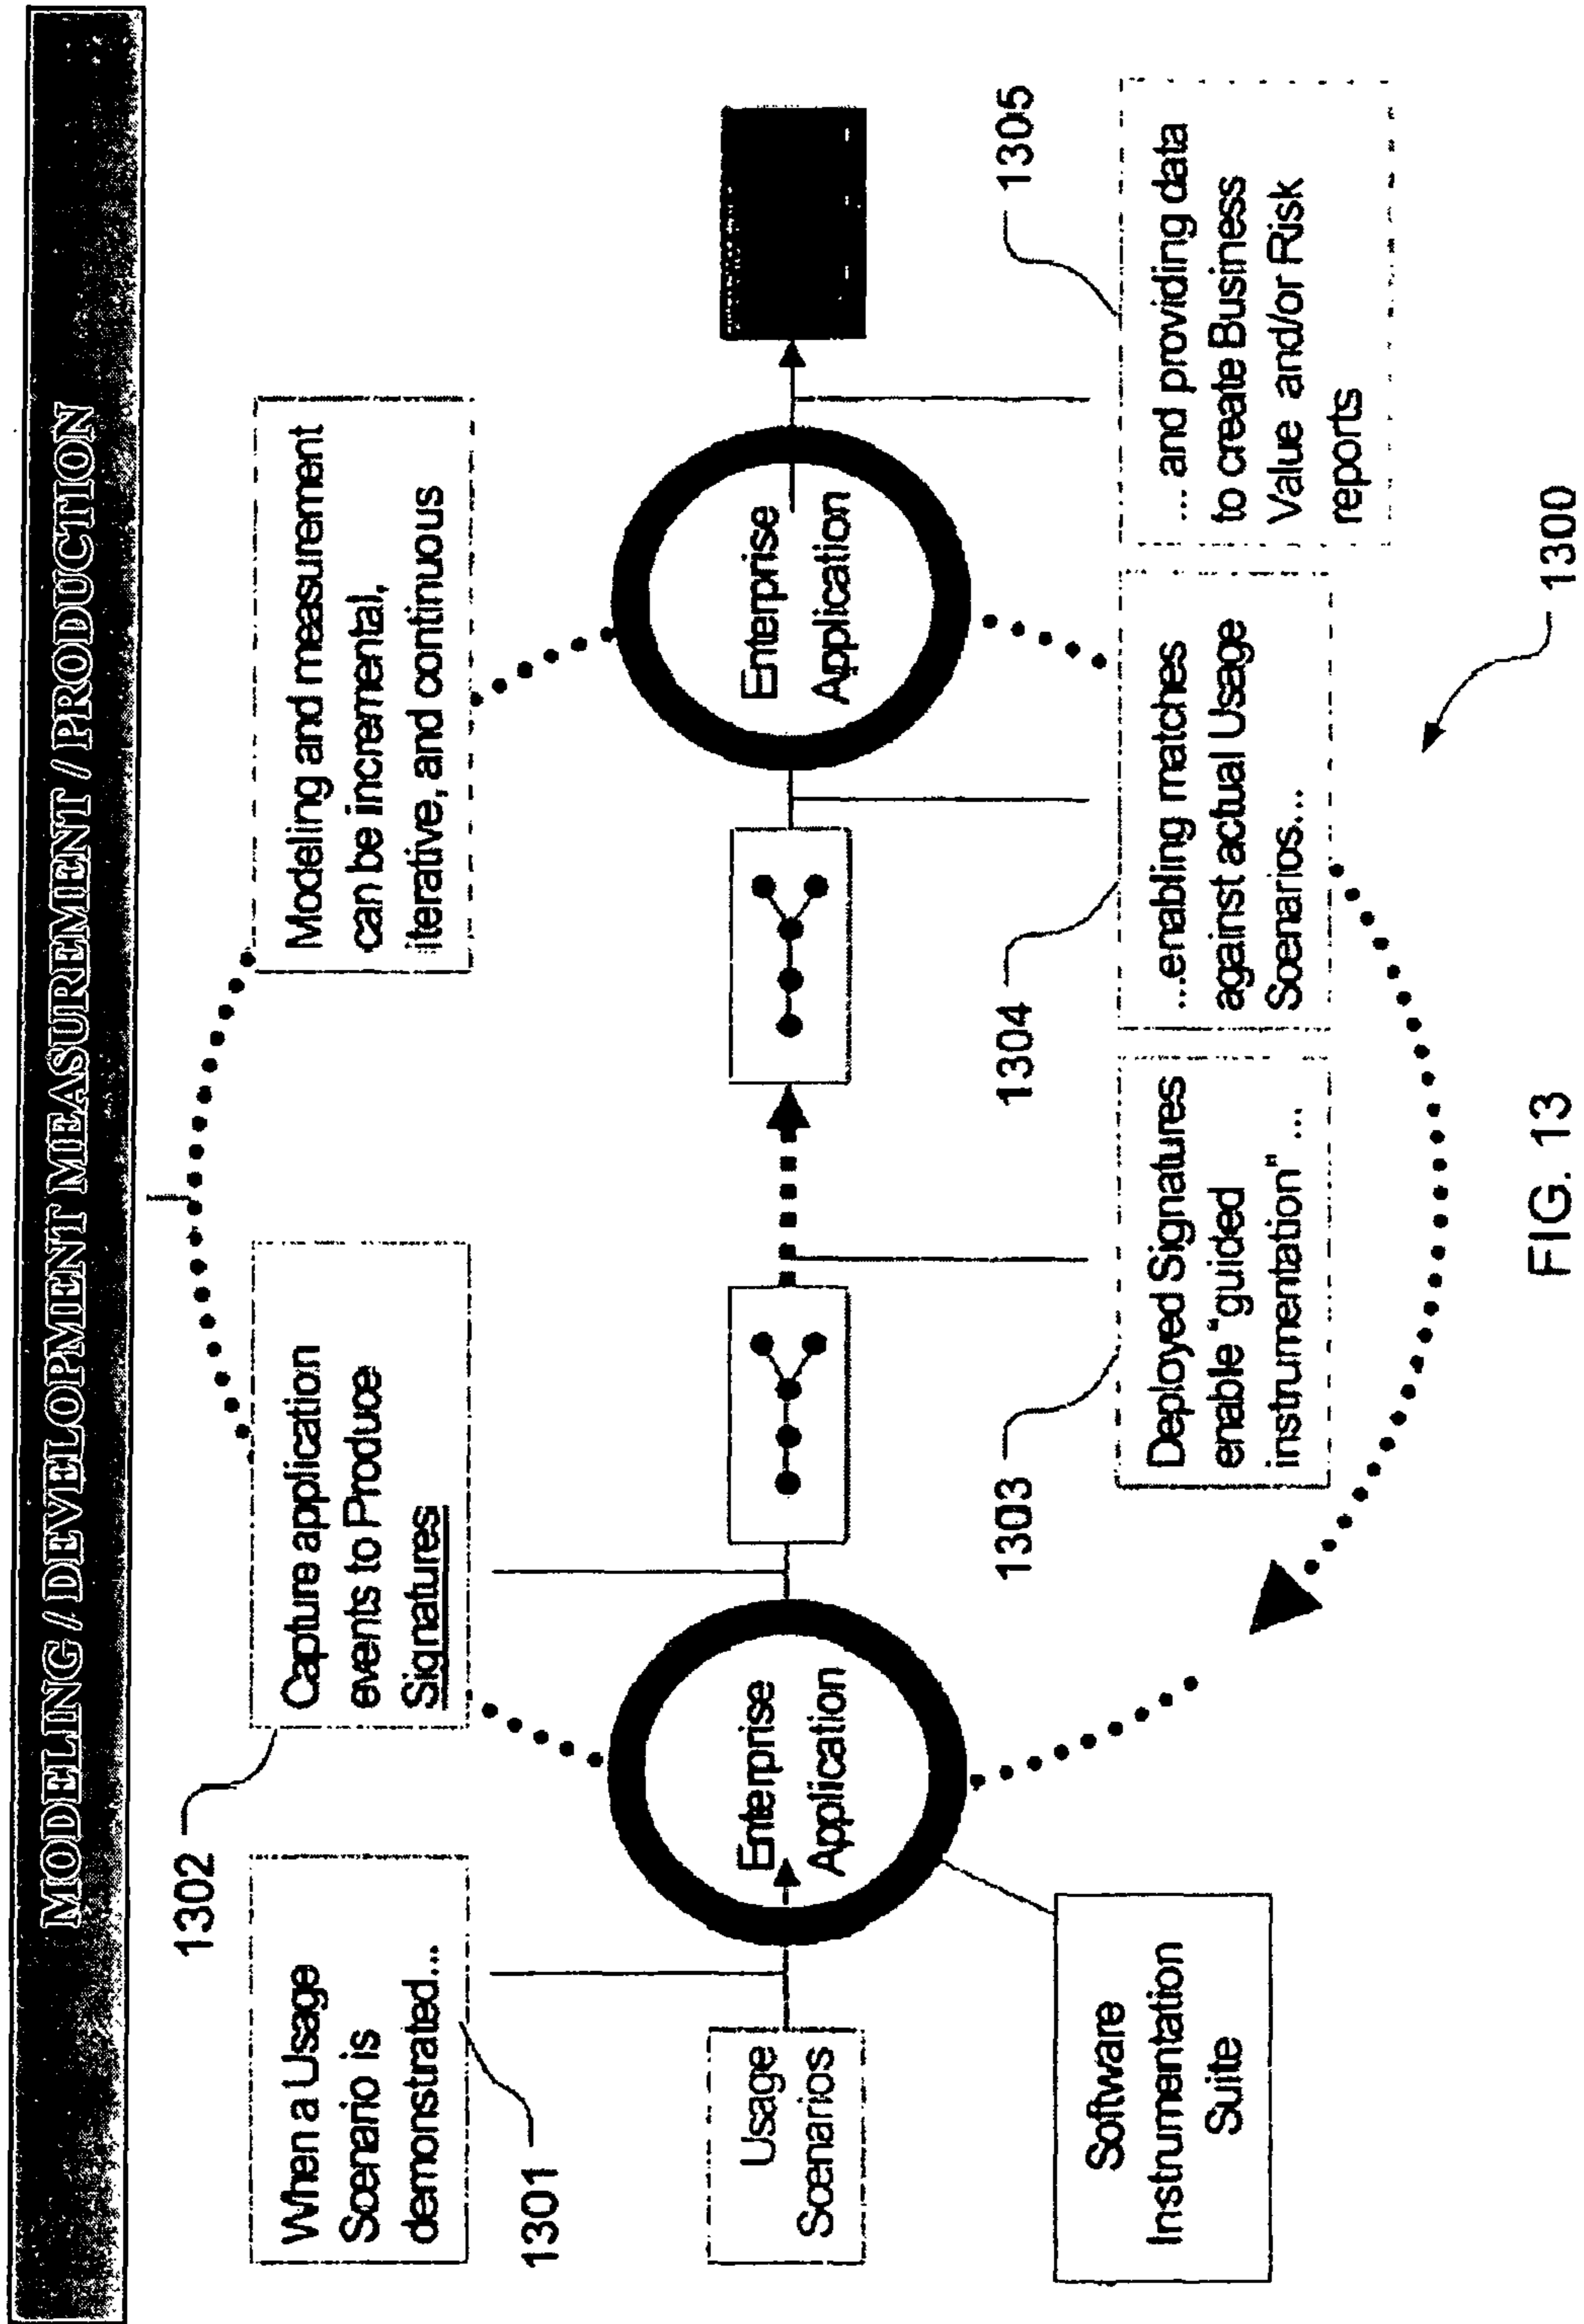 MODELING / DEVELOPMENT MEASUREMENT / PRODUCTION
1302
When a Usage
Scenario is
demonstrated...
1301
Capture application
events to Produce
Signatures
Modeling and measurement
can be incremental,
iterative, and continuous
Usage
Scenarios
Enterprise
Application
Enterprise
Application
Software
Instrumentation
Suite
1303
Deployed Signatures
enable "guided
instrumentation" ...
1304
...enabling matches
against actual Usage
Scenarios...
1305
... and providing data
to create Business
Value and/or Risk
reports
1300
FIG. 13